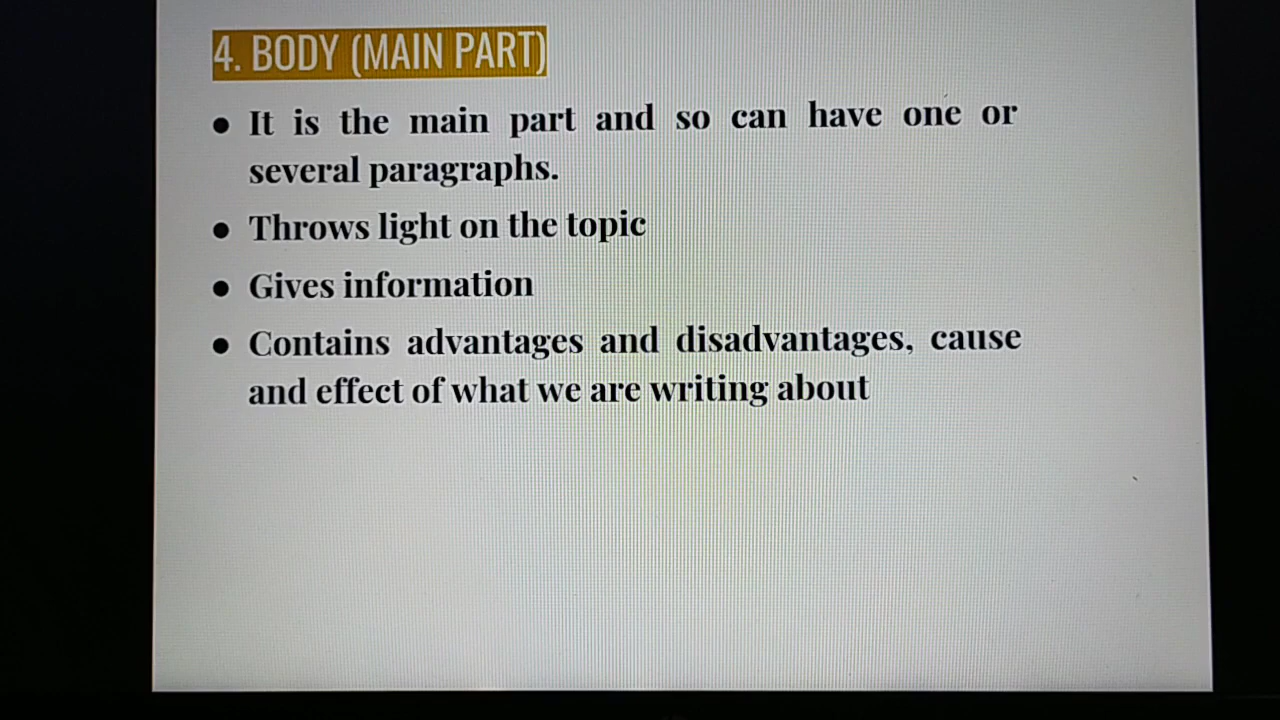 4. BODY (MAIN PART)
● It is the main part and so can have one or
several paragraphs.
● Throws light on the topic
● Gives information
● Contains advantages and disadvantages, cause
and effect of what we are writing about